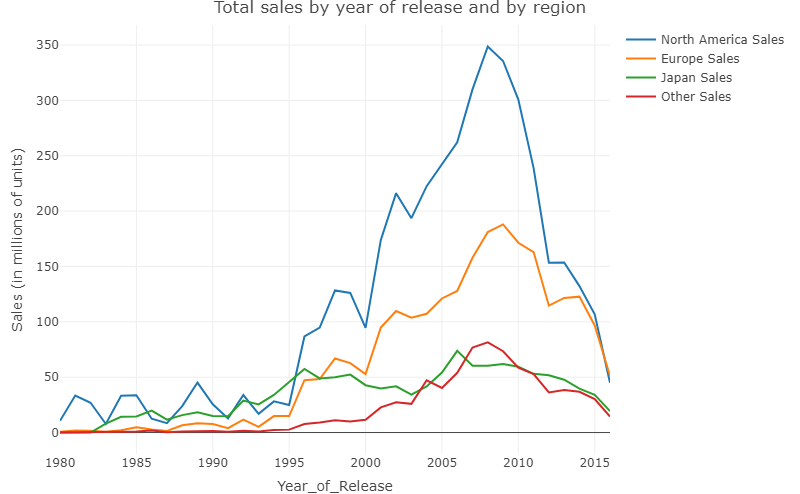 Total sales by year of release and by region
North America Sales
Europe Sales
Japan Sales
Other Sales
Sales (in millions of units)
350
300
250
200
150
100
50
0
1980 1985 1990 1995 2000 2005 2010 2015
Year_of_Release